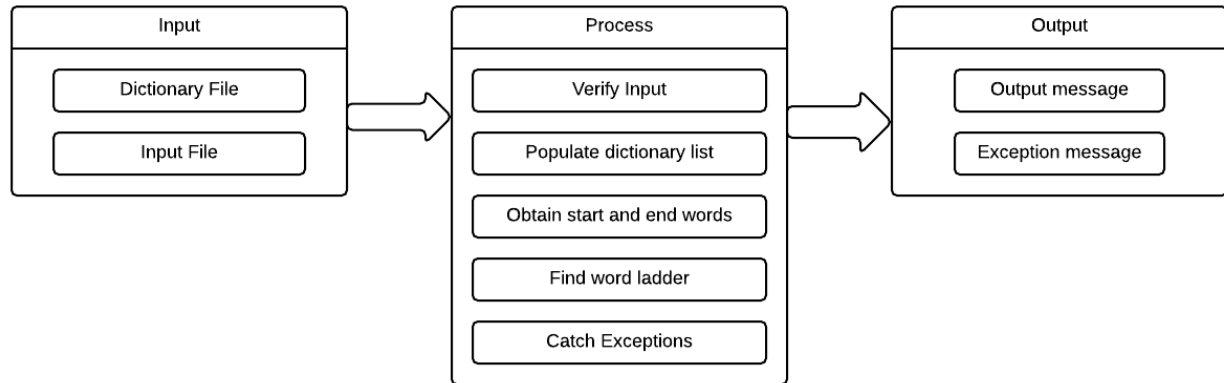 Input
Dictionary File
Input File
Process
Verify Input
Populate dictionary list
Obtain start and end words
Find word ladder
Catch Exceptions
Output
Output message
Exception message